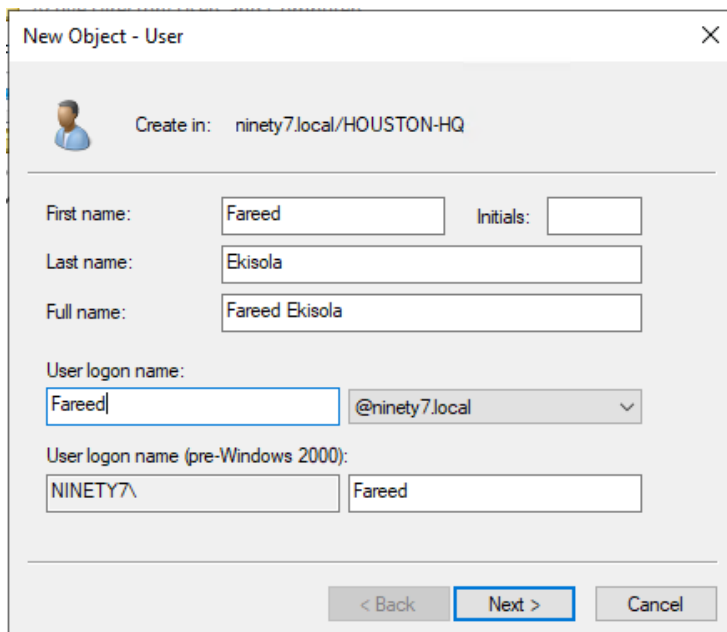 New Object - User
Create in: ninety7.local/HOUSTON-HQ
First name: Fareed Initials:
Last name: Ekisola
Full name: Fareed Ekisola
User logon name:
Fareed @ninety7.local
User logon name (pre-Windows 2000):
NINETY7\ Fareed
< Back Next > Cancel